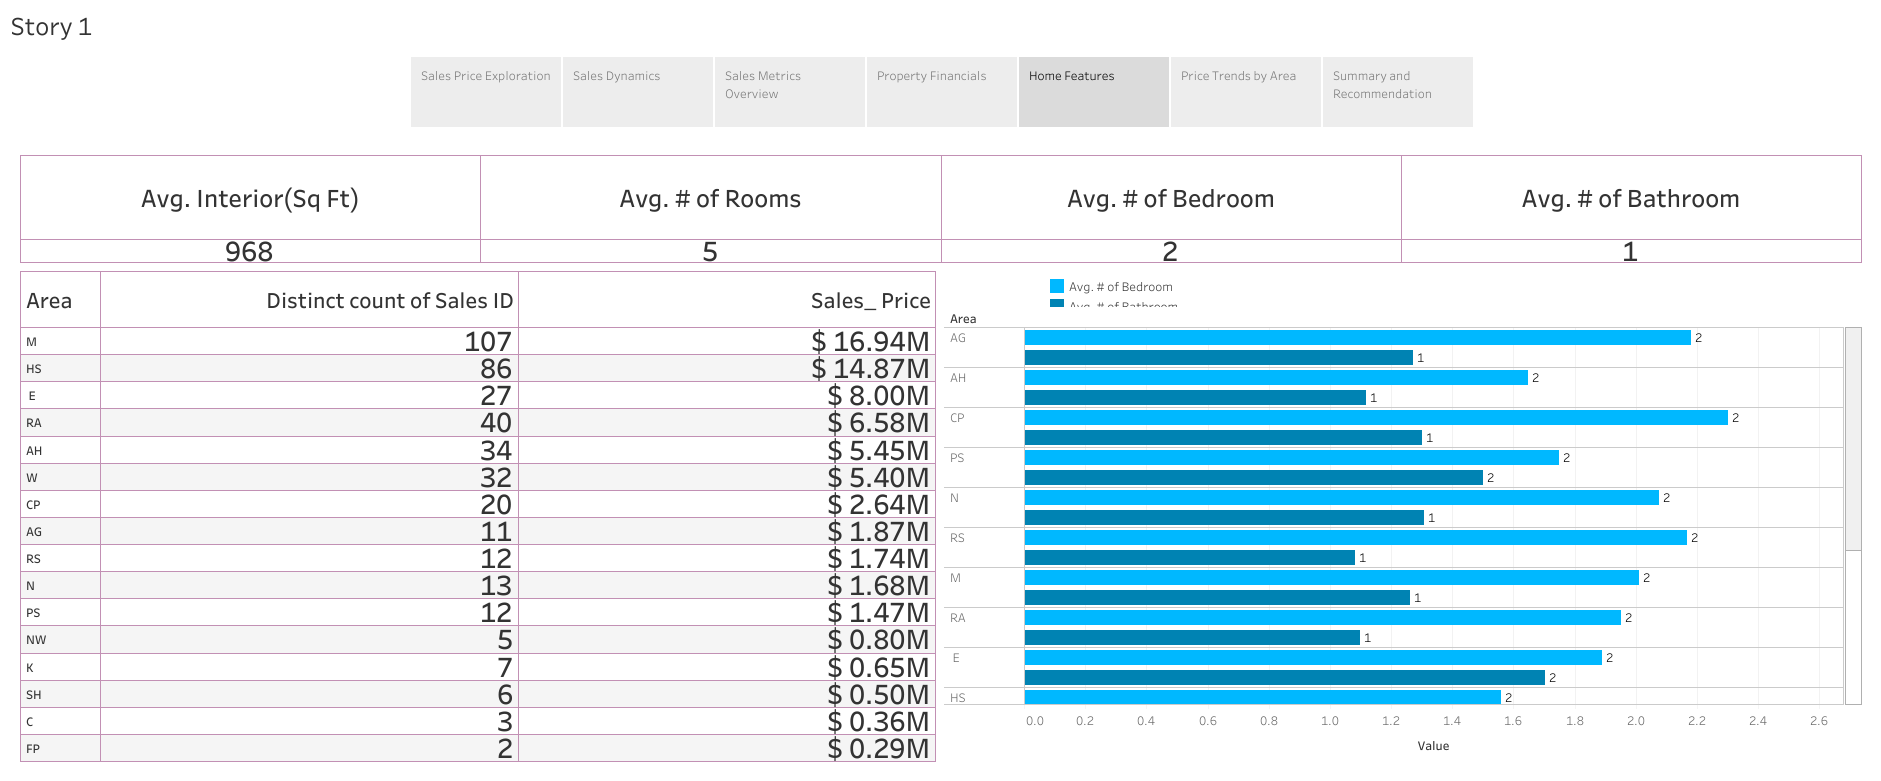 Story 1
Sales Price Exploration
Sales Dynamics
Sales Metrics
Overview
Property Financials
Home Features
Price Trends by Area
Summary and
Recommendation
Avg. Interior(Sq Ft)
Avg. # of Rooms
Avg. # of Bedroom
Avg. # of Bathroom
968
5
2
1
Area Distinct count of Sales ID Sales_ Price
M 107 $ 16.94M
HS 86 $ 14.87M
E 27 $ 8.00M
RA 40 $ 6.58M
AH 34 $ 5.45M
W 32 $ 5.40M
CP 20 $ 2.64M
AG 11 $ 1.87M
RS 12 $ 1.74M
N 13 $ 1.68M
PS 12 $ 1.47M
NW 5 $ 0.80M
K 7 $ 0.65M
SH 6 $ 0.50M
C 3 $ 0.36M
FP 2 $ 0.29M
Avg. # of Bedroom
Avg. # of Bathroom
Area
AG 2
1
AH 2
1
CP 2
1
PS 2
2
N 2
1
RS 2
1
M 2
1
RA 2
1
E 2
2
HS 2
0.0 0.2 0.4 0.6 0.8 1.0 1.2 1.4 1.6 1.8 2.0 2.2 2.4 2.6
Value